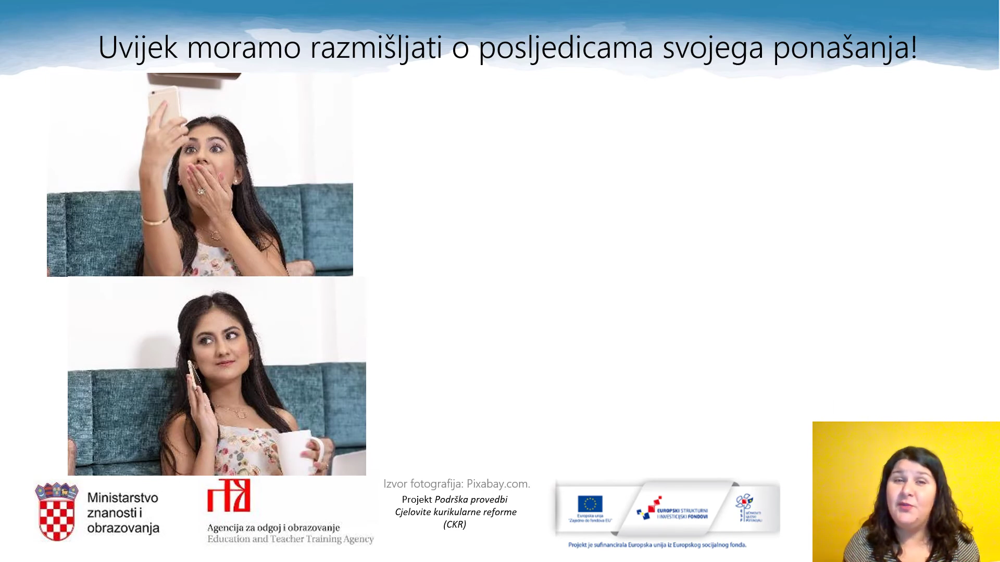 Uvijek moramo razmišljati o posljedicama svojega ponašanja!
Izvor fotografija: Pixabay.com.
Projekt Podrška provedbi
Cjelovite kurikularne reforme
(CKR)
Ministarstvo
znanosti i
obrazovanja
Agencija za odgoj i obrazovanje
Education and Teacher Training Agency
Europska unija
"Zajedno do fondova EU"
EUROPSKI STRUKTURNI
I INVESTICIJSKI FONDOVI
Projekt je sufinancirala Europska unija iz Europskog socijalnog fonda.